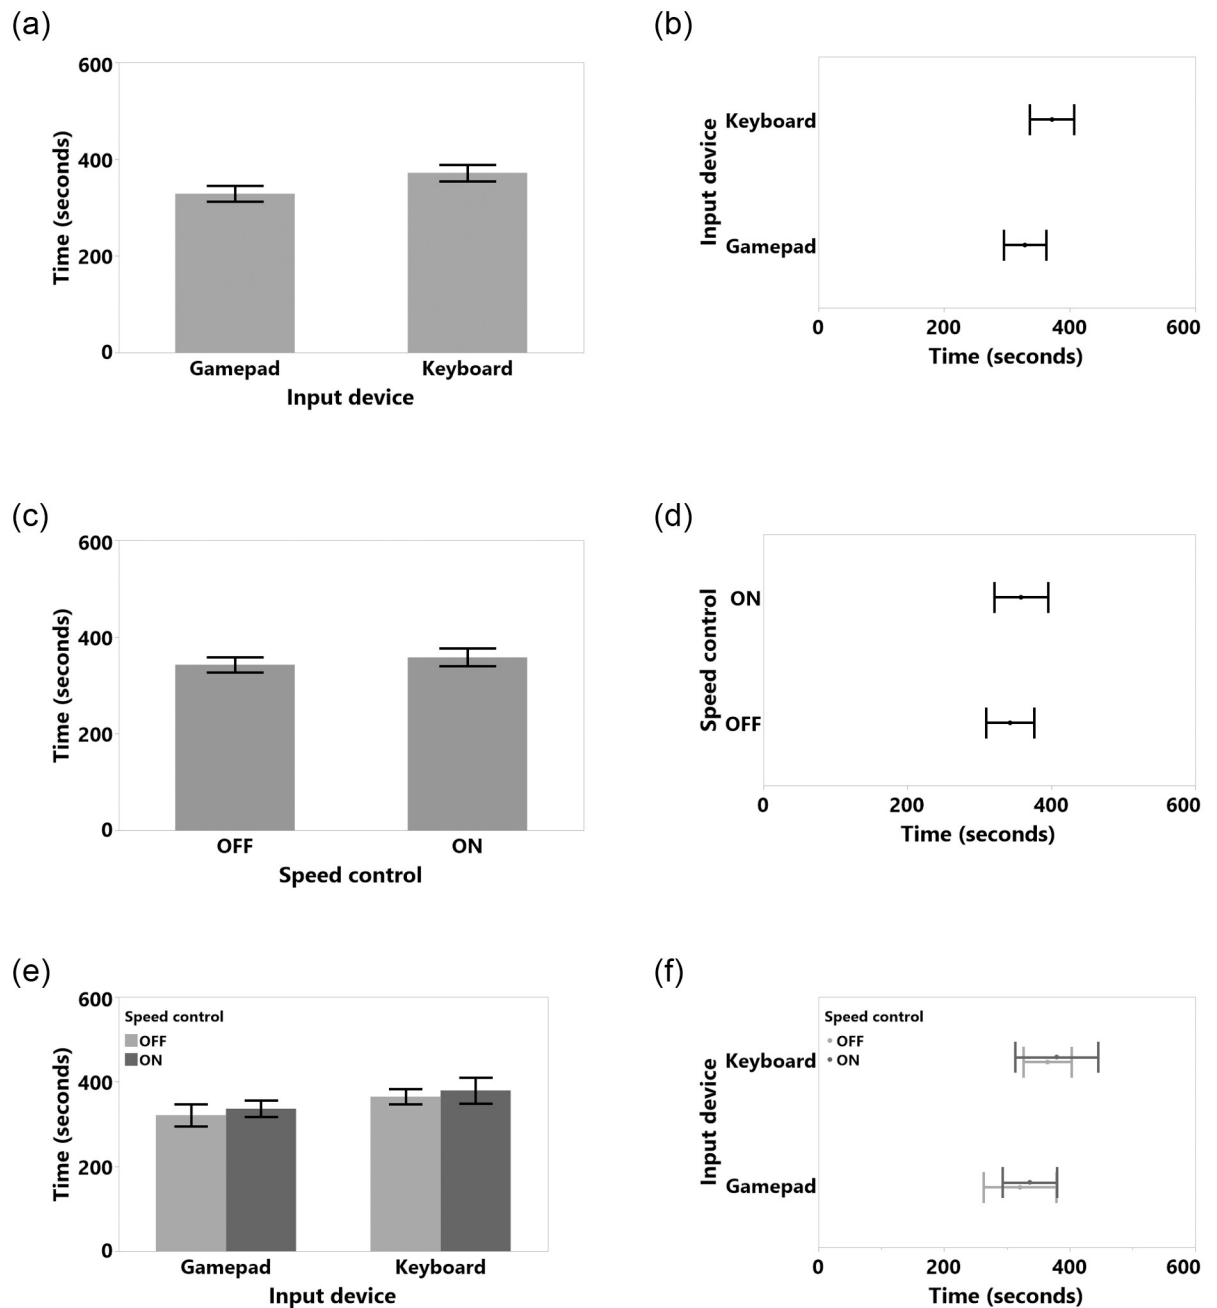 (a)
600
400
200
0
Time (seconds)
Gamepad
Keyboard
Input device
(b)
Input device
Keyboard
Gamepad
0
200
400
600
Time (seconds)
(c)
600
400
200
0
Time (seconds)
OFF
ON
Speed control
(d)
Speed control
ON
OFF
0
200
400
600
Time (seconds)
(e)
600
400
200
0
Time (seconds)
Speed control
OFF
ON
Gamepad
Keyboard
Input device
(f)
Speed control
OFF
ON
Input device
Keyboard
Gamepad
0
200
400
600
Time (seconds)